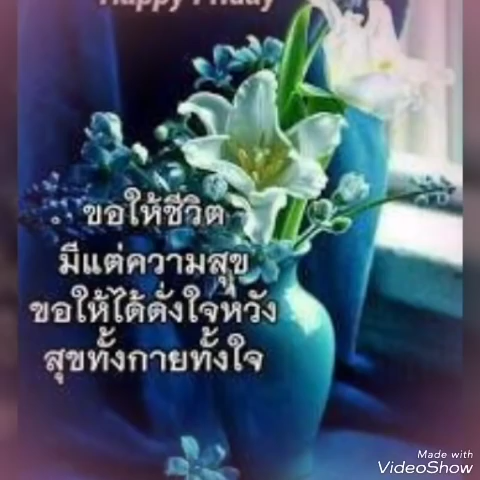 Happy Friday
ขอให้ชีวิต
มีแต่ความสุข
ขอให้ได้ดั่งใจหวัง
สุขทั้งกายทั้งใจ
Made with
VideoShow